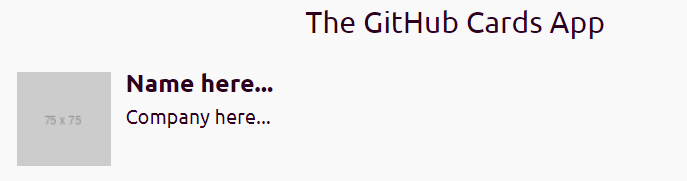 The GitHub Cards App
Name here...
75 x 75
Company here...